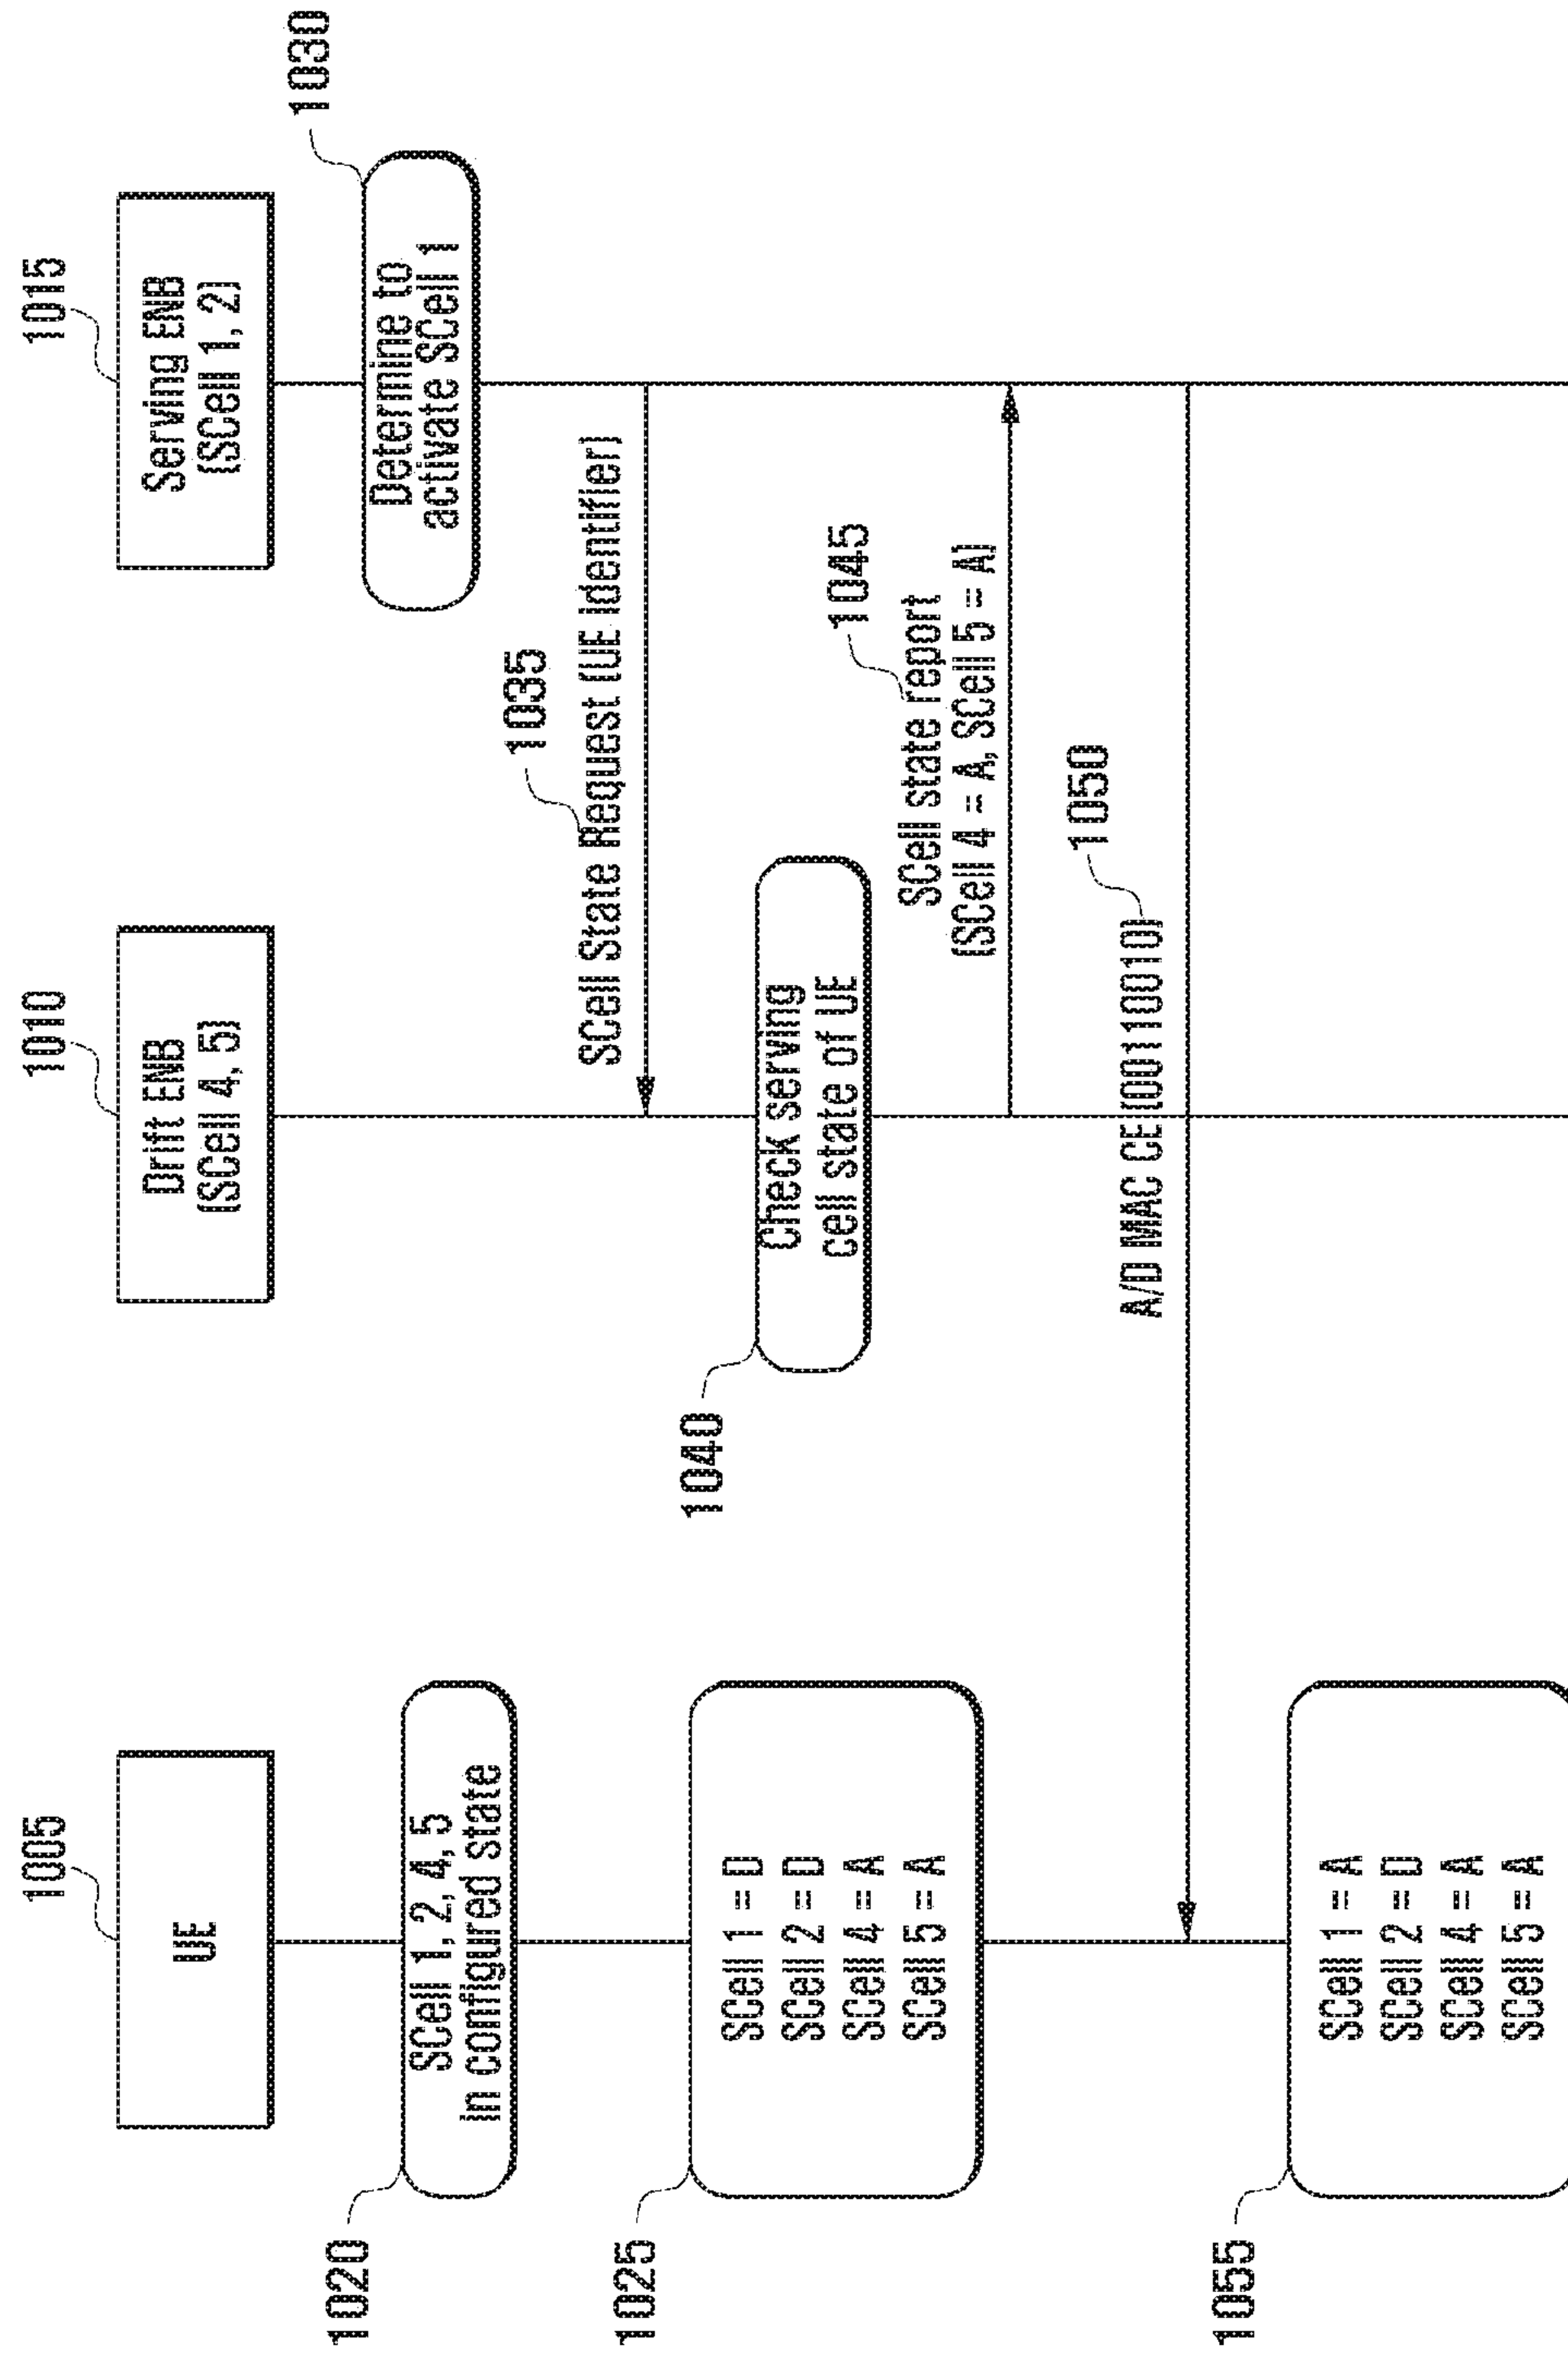 1005
1010
1015
UE
Drift ENB
(SCell 4, 5)
Serving ENB
(SCell 1, 2)
1020
SCell 1, 2, 4, 5
in configured state
1030
Determine to
activate SCell 1
1035
SCell State Request (UE identifier)
1025
SCell 1 = D
SCell 2 = D
SCell 4 = A
SCell 5 = A
1040
Check serving
cell state of UE
1045
SCell state report
(SCell 4 = A, SCell 5 = A)
1050
A/D MAC CE (00110010)
1055
SCell 1 = A
SCell 2 = D
SCell 4 = A
SCell 5 = A